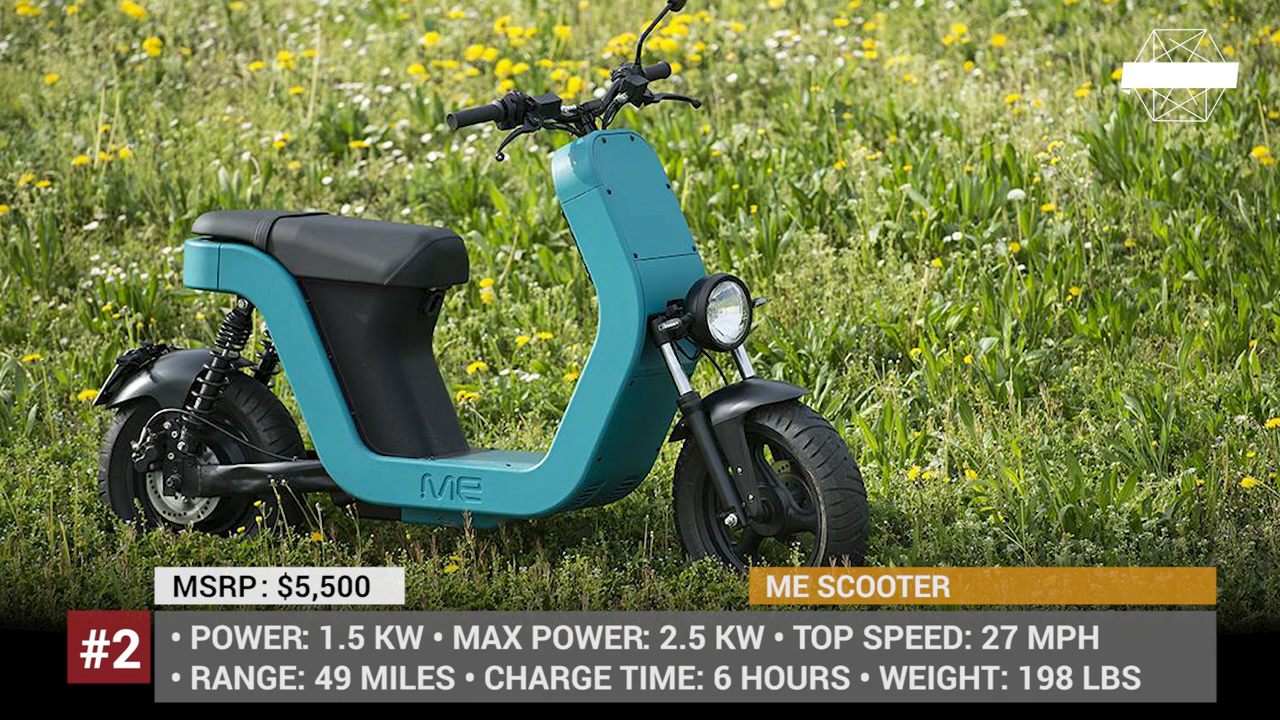 ME
MSRP: $5,500
ME SCOOTER
#2
• POWER: 1.5 KW • MAX POWER: 2.5 KW • TOP SPEED: 27 MPH
• RANGE: 49 MILES • CHARGE TIME: 6 HOURS • WEIGHT: 198 LBS